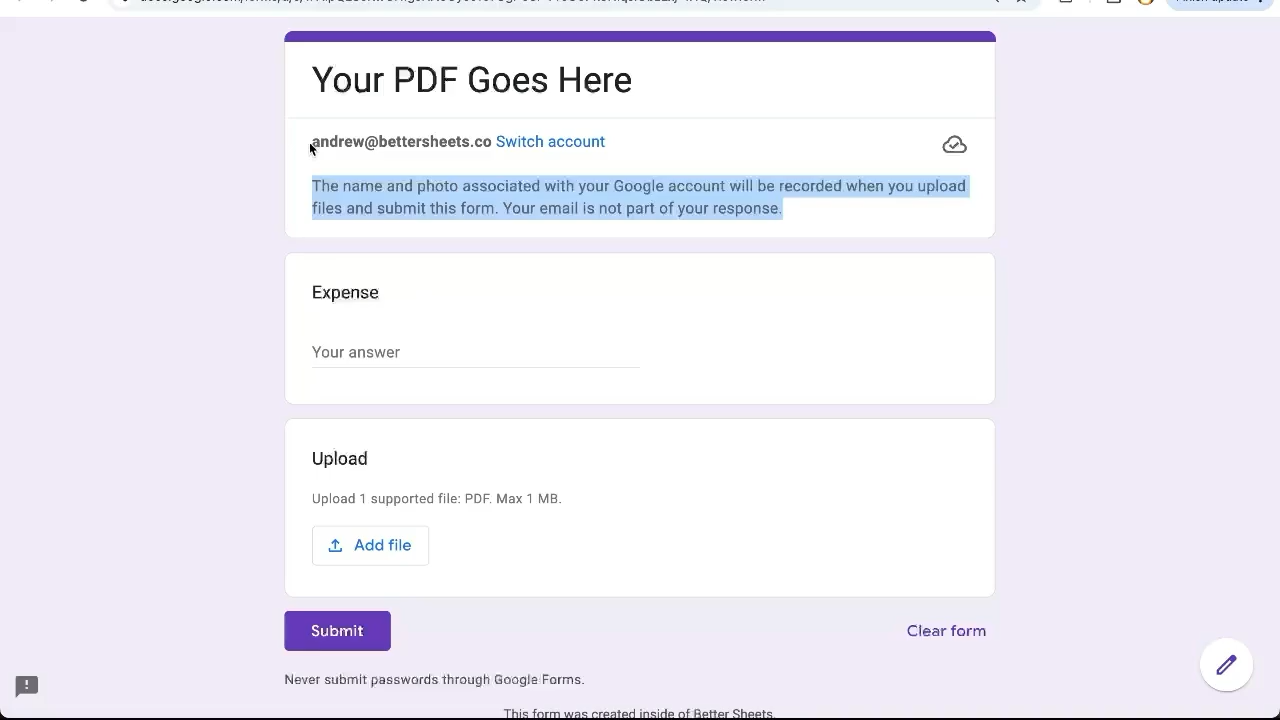 Your PDF Goes Here
andrew@bettersheets.co Switch account
The name and photo associated with your Google account will be recorded when you upload
files and submit this form. Your email is not part of your response.
Expense
Your answer
Upload
Upload 1 supported file: PDF. Max 1 MB.
Add file
Submit
Clear form
Never submit passwords through Google Forms.
This form was created inside of Better Sheets.